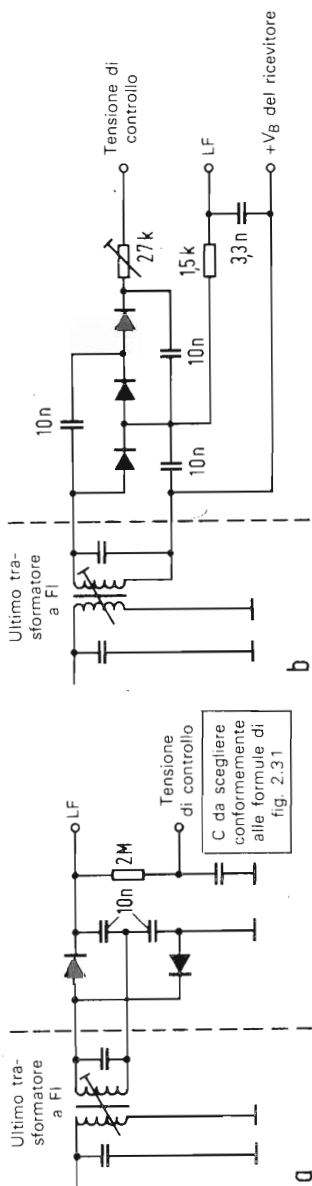 Ultimo tra-
sformatore
a FI
LF
2M
10n
Tensione
di controllo
C da scegliere
conformemente
alle formule di
fig. 2.31
a
Ultimo tra-
sformatore
a FI
10n
Tensione di
controllo
27k
10n
10n
1,5k
LF
3,3n
+VB del ricevitore
b